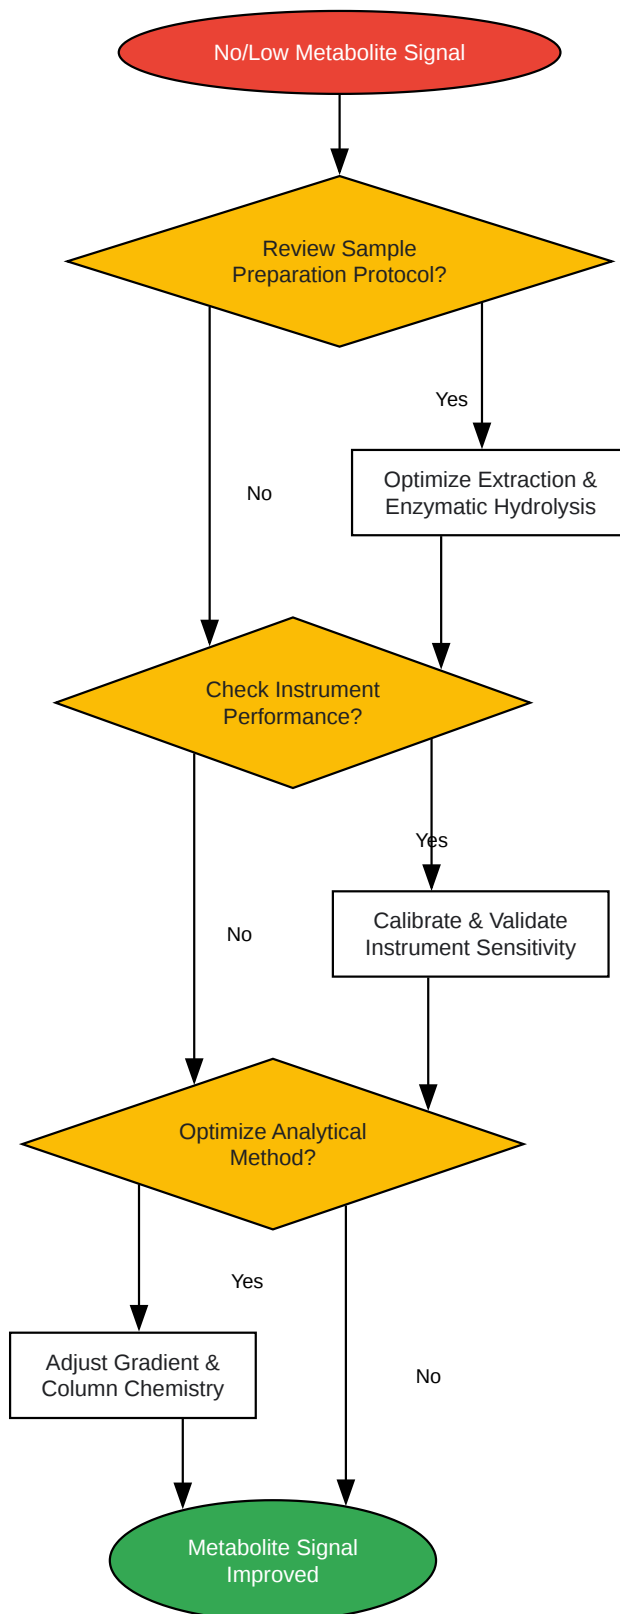 No/Low Metabolite Signal
Review Sample
Preparation Protocol?
Yes
Optimize Extraction &
Enzymatic Hydrolysis
No
Check Instrument
Performance?
Yes
Calibrate & Validate
Instrument Sensitivity
No
Optimize Analytical
Method?
Yes
Adjust Gradient &
Column Chemistry
No
Metabolite Signal
Improved